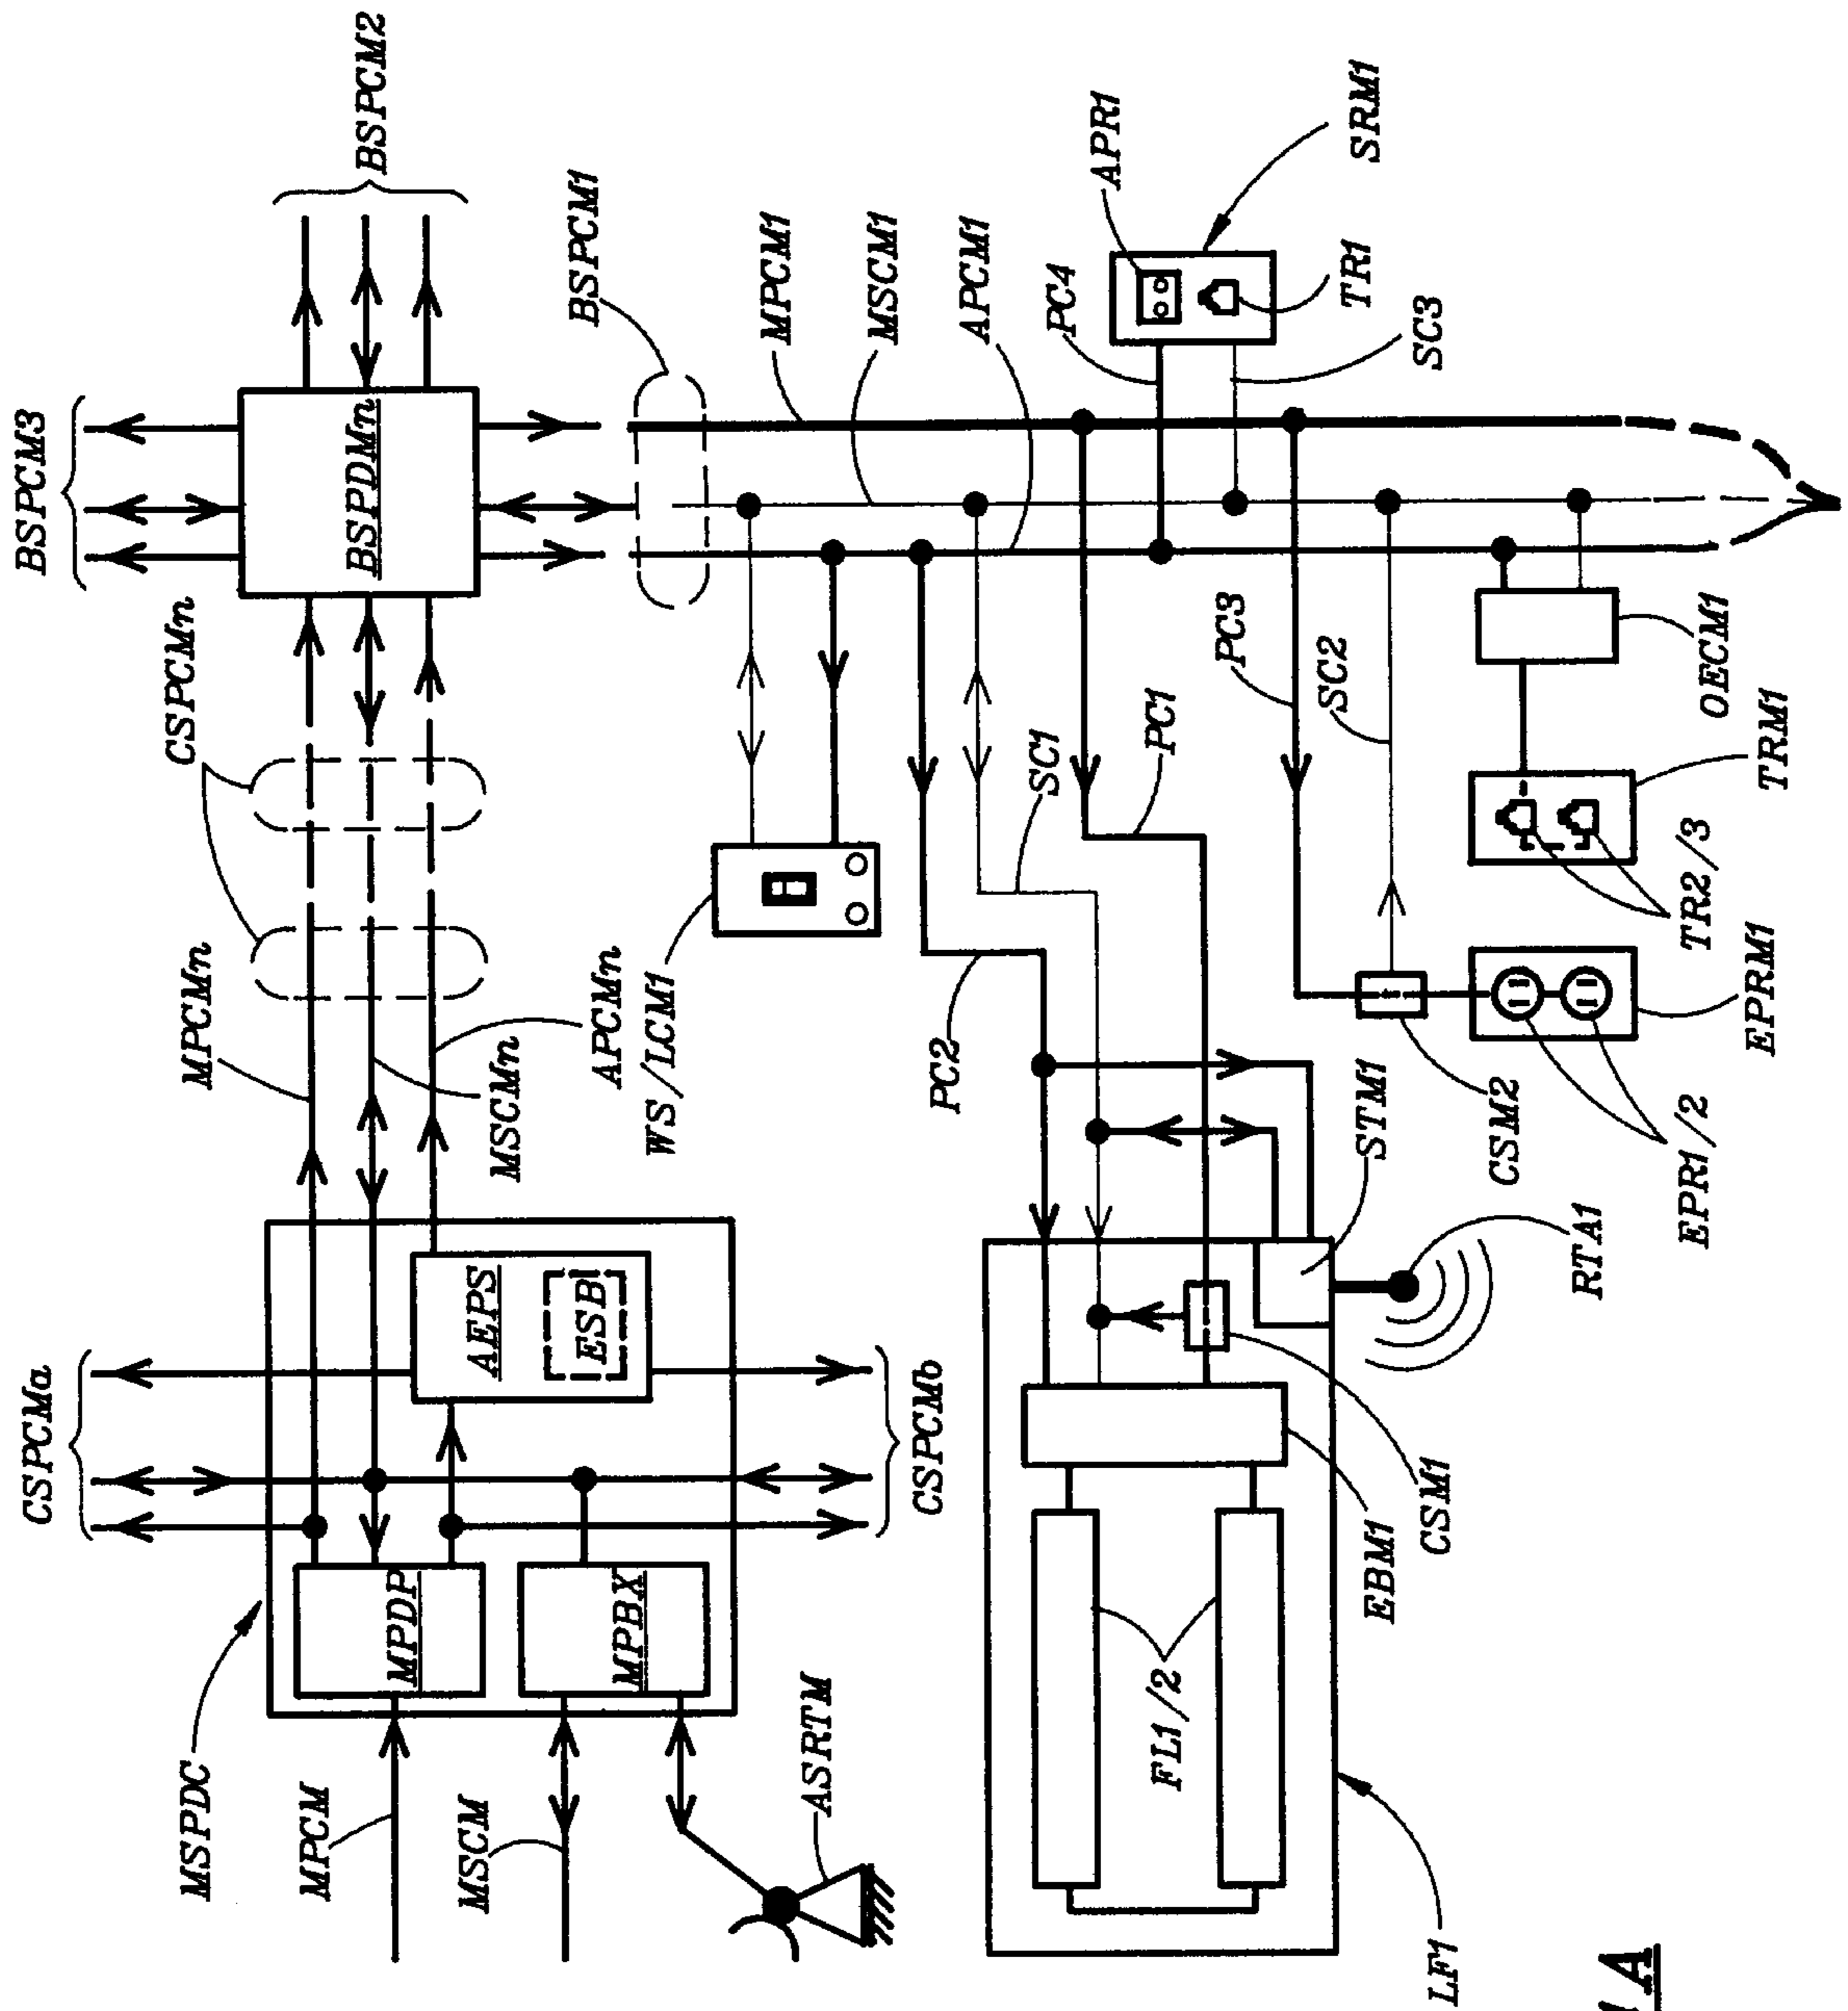 BSPCM3
BSPCM2
BSPDMn
CSPCMn
BSPCM1
MPCMn
MPCM1
MSCM1
APCM1
APR1
SRM1
PC4
TR1
SC3
MSCMn
APCMn
WS/LCM1
CSPCMa
MSPDC
AEPS
ESB
MPDP
MPBX
MPCM
MSCM
ASRTM
CSPCMb
PC2
SC1
PC1
PC3
SC2
OECM1
TRM1
TR2/3
EPRM1
EPR1/2
CSM2
STM1
RTA1
CSM1
EBM1
FL1/2
LF1
1A